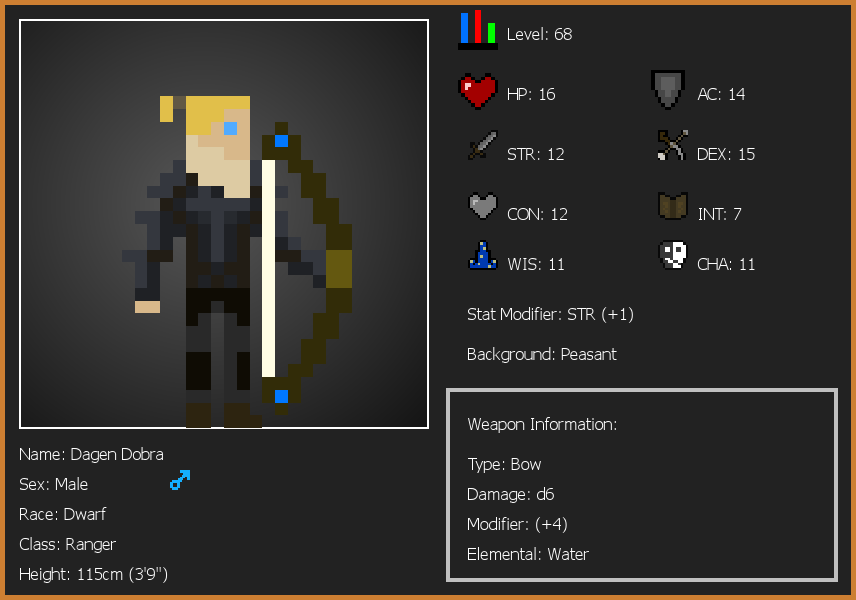 Level: 68
HP: 16
AC: 14
STR: 12
DEX: 15
CON: 12
INT: 7
WIS: 11
CHA: 11
Stat Modifier: STR (+1)
Background: Peasant
Weapon Information:
Type: Bow
Damage: d6
Modifier: (+4)
Elemental: Water
Name: Dagen Dobra
Sex: Male
Race: Dwarf
Class: Ranger
Height: 115cm (3'9")